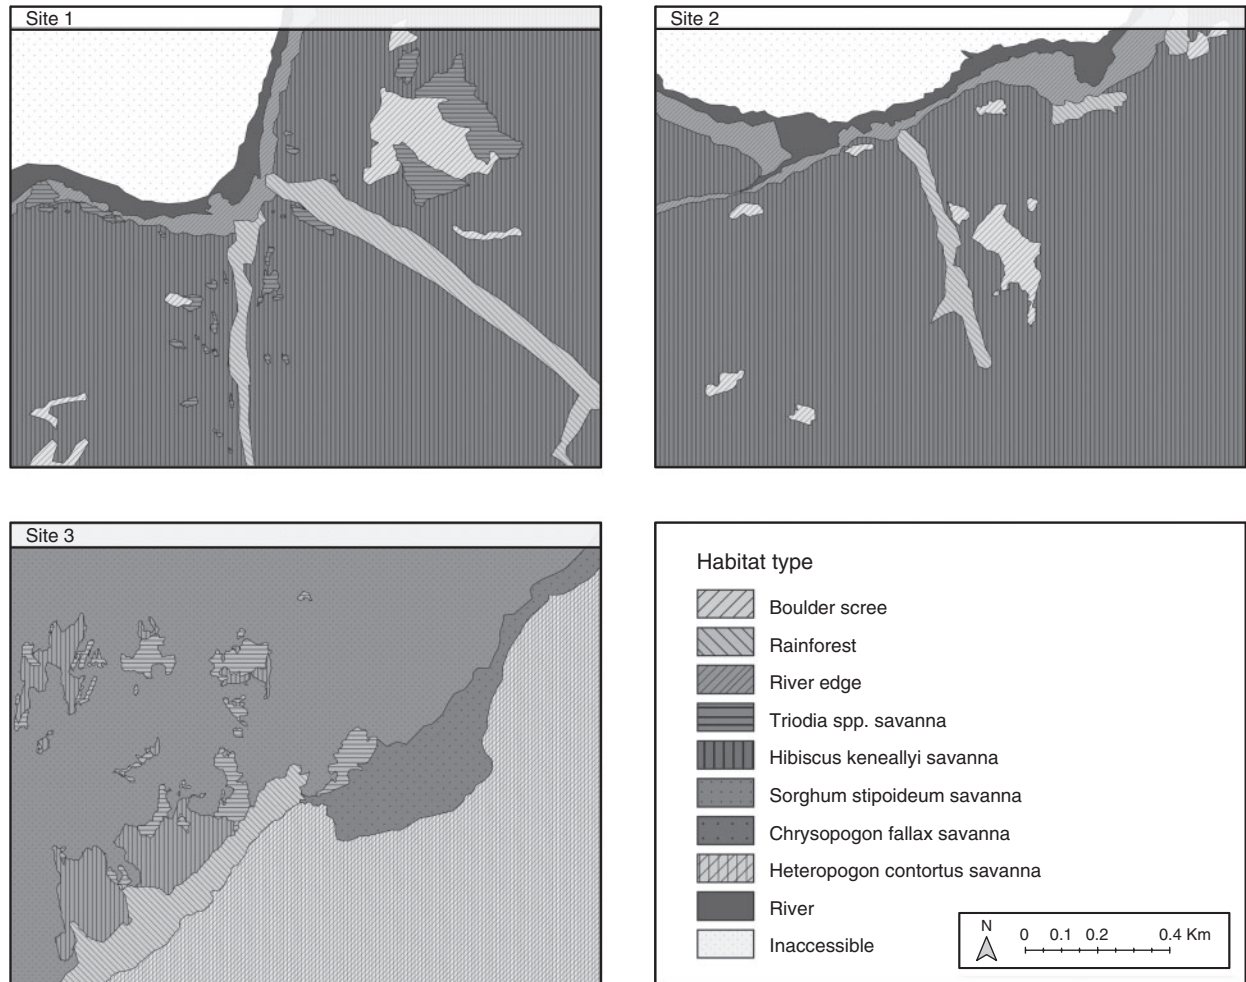 Site 1
Site 2
Site 3
Habitat type
Boulder scree
Rainforest
River edge
Triodia spp. savanna
Hibiscus keneallyi savanna
Sorghum stipoideum savanna
Chrysopogon fallax savanna
Heteropogon contortus savanna
River
Inaccessible
N
0 0.1 0.2 0.4 Km